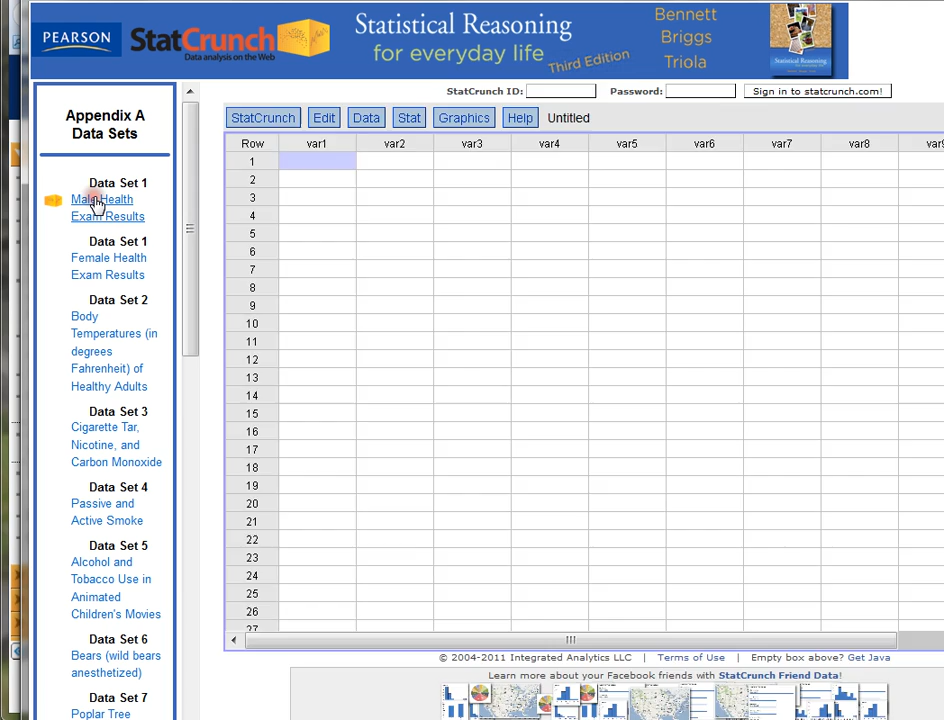 PEARSON
StatCrunch
Data analysis on the Web
Statistical Reasoning
for everyday life
Third Edition
Bennett
Briggs
Triola
Statistical Reasoning
StatCrunch ID:
Password:
Sign in to statcrunch.com!
Appendix A
Data Sets
Data Set 1
Male Health
Exam Results
Data Set 1
Female Health
Exam Results
Data Set 2
Body
Temperatures (in
degrees
Fahrenheit) of
Healthy Adults
Data Set 3
Cigarette Tar,
Nicotine, and
Carbon Monoxide
Data Set 4
Passive and
Active Smoke
Data Set 5
Alcohol and
Tobacco Use in
Animated
Children's Movies
Data Set 6
Bears (wild bears
anesthetized)
Data Set 7
Poplar Tree
StatCrunch Edit Data Stat Graphics Help Untitled
Row var1 var2 var3 var4 var5 var6 var7 var8 var9
1
2
3
4
5
6
7
8
9
10
11
12
13
14
15
16
17
18
19
20
21
22
23
24
25
26
27
© 2004-2011 Integrated Analytics LLC | Terms of Use | Empty box above? Get Java
Learn more about your Facebook friends with StatCrunch Friend Data!